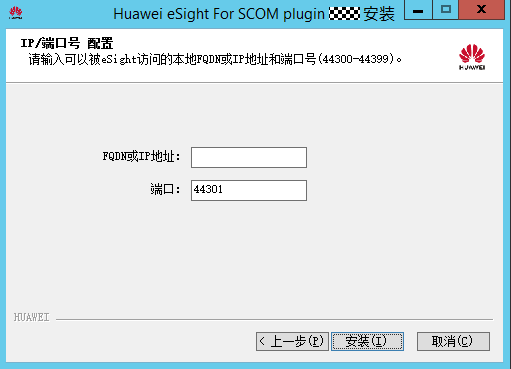 Huawei eSight For SCOM plugin 安装
IP/端口号 配置
请输入可以被eSight访问的本地FQDN或IP地址和端口号(44300-44399)。
HUAWEI
FQDN或IP地址:
端口: 44301
HUAWEI
< 上一步(P) 安装(I) 取消(C)